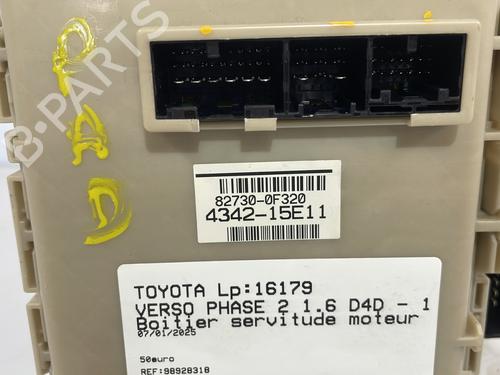 PAD
B-PARTS
82730-0F320
4342-15E11
TOYOTA Lp:16179
VERSO PHASE 2 1.6 D4D - 1
Boitier servitude moteur
07/01/2025
50euro
REF:98928318